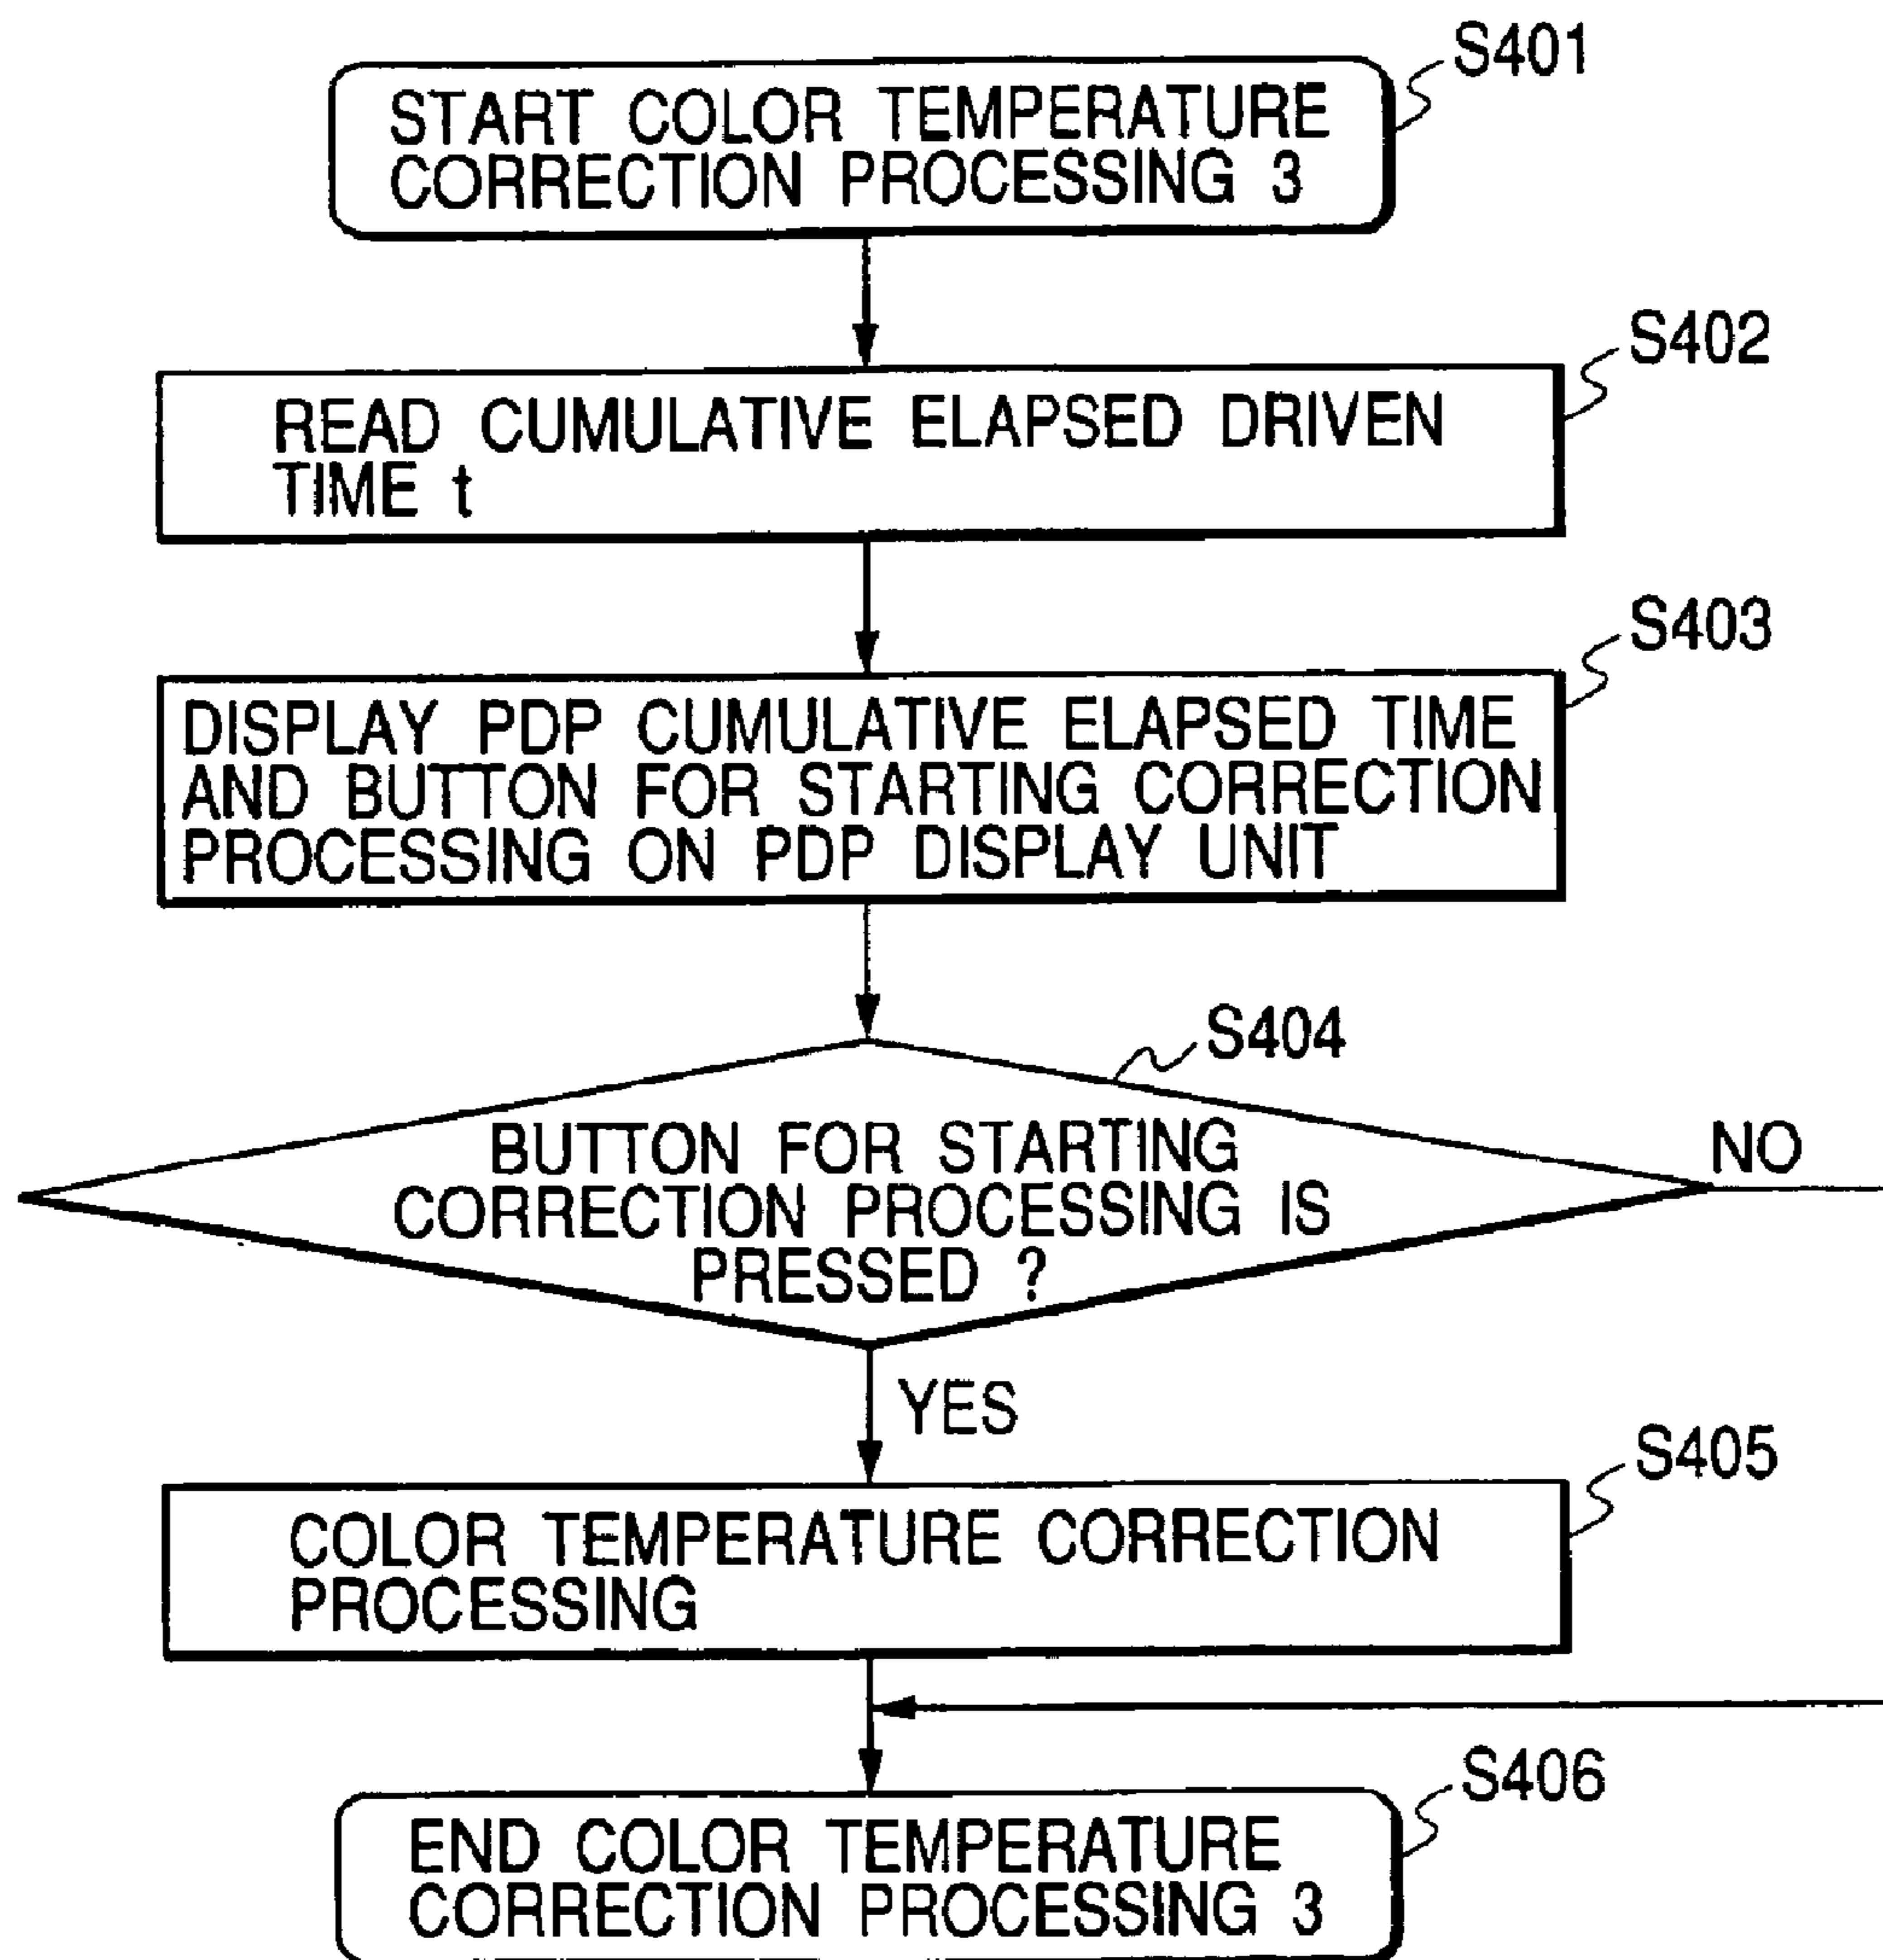 S401
START COLOR TEMPERATURE
CORRECTION PROCESSING 3
S402
READ CUMULATIVE ELAPSED DRIVEN
TIME t
S403
DISPLAY PDP CUMULATIVE ELAPSED TIME
AND BUTTON FOR STARTING CORRECTION
PROCESSING ON PDP DISPLAY UNIT
S404
BUTTON FOR STARTING
CORRECTION PROCESSING IS
PRESSED ?
NO
YES
S405
COLOR TEMPERATURE CORRECTION
PROCESSING
S406
END COLOR TEMPERATURE
CORRECTION PROCESSING 3